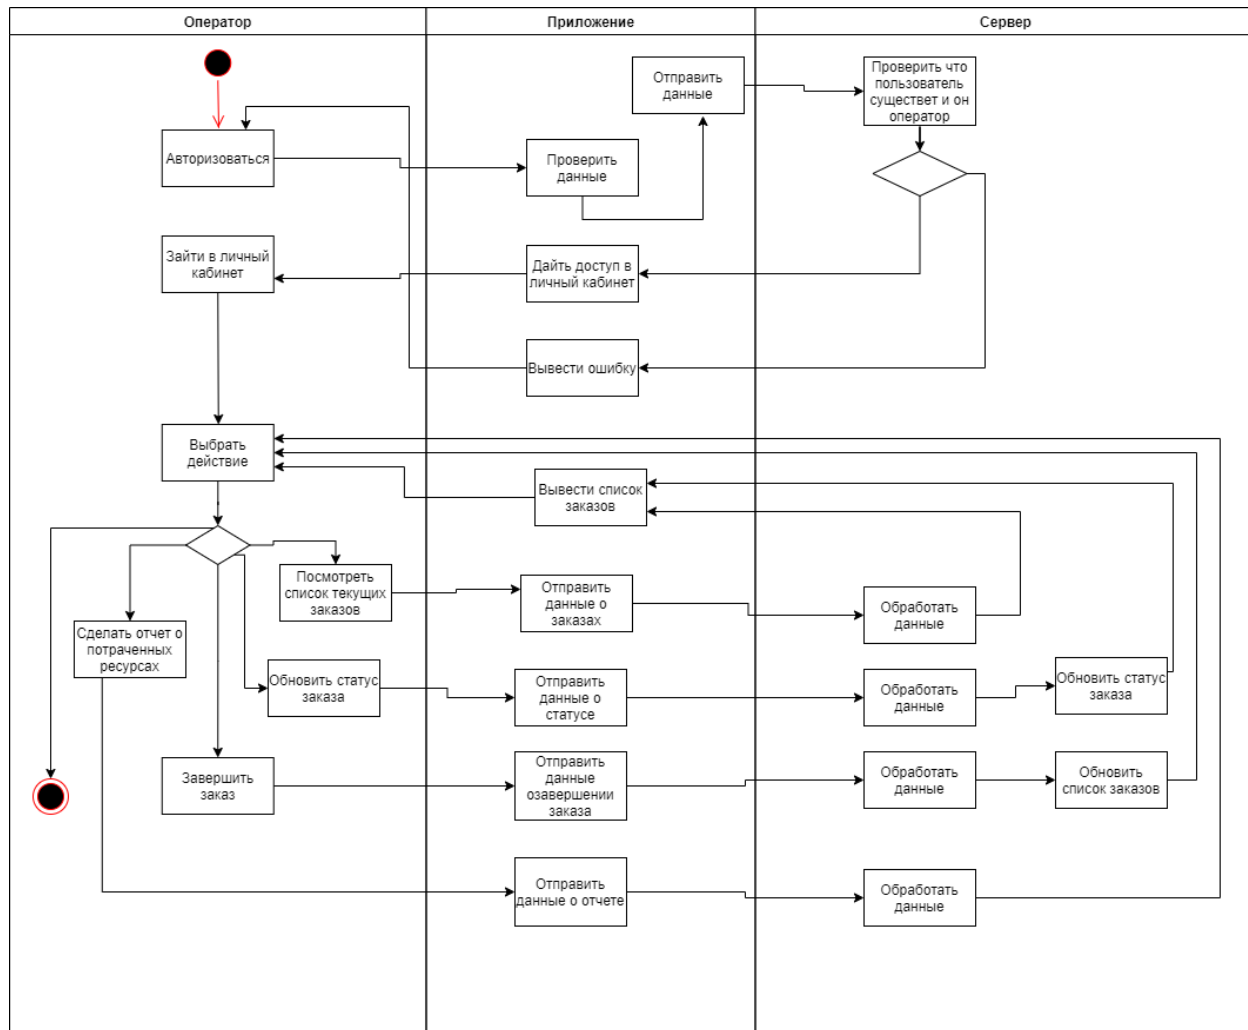 Оператор
Приложение
Сервер
Отправить
данные
Проверить что
пользователь
существет и он
оператор
Авторизоваться
Проверить
данные
Зайти в личный
кабинет
Дайть доступ в
личный кабинет
Вывести ошибку
Выбрать
действие
Вывести список
заказов
Посмотреть
список текущих
заказов
Отправить
данные о
заказах
Обработать
данные
Сделать отчет о
потраченных
ресурсах
Обновить статус
заказа
Отправить
данные о
статусе
Обработать
данные
Обновить статус
заказа
Завершить
заказ
Отправить
данные
озавершении
заказа
Обработать
данные
Обновить
список заказов
Отправить
данные о отчете
Обработать
данные